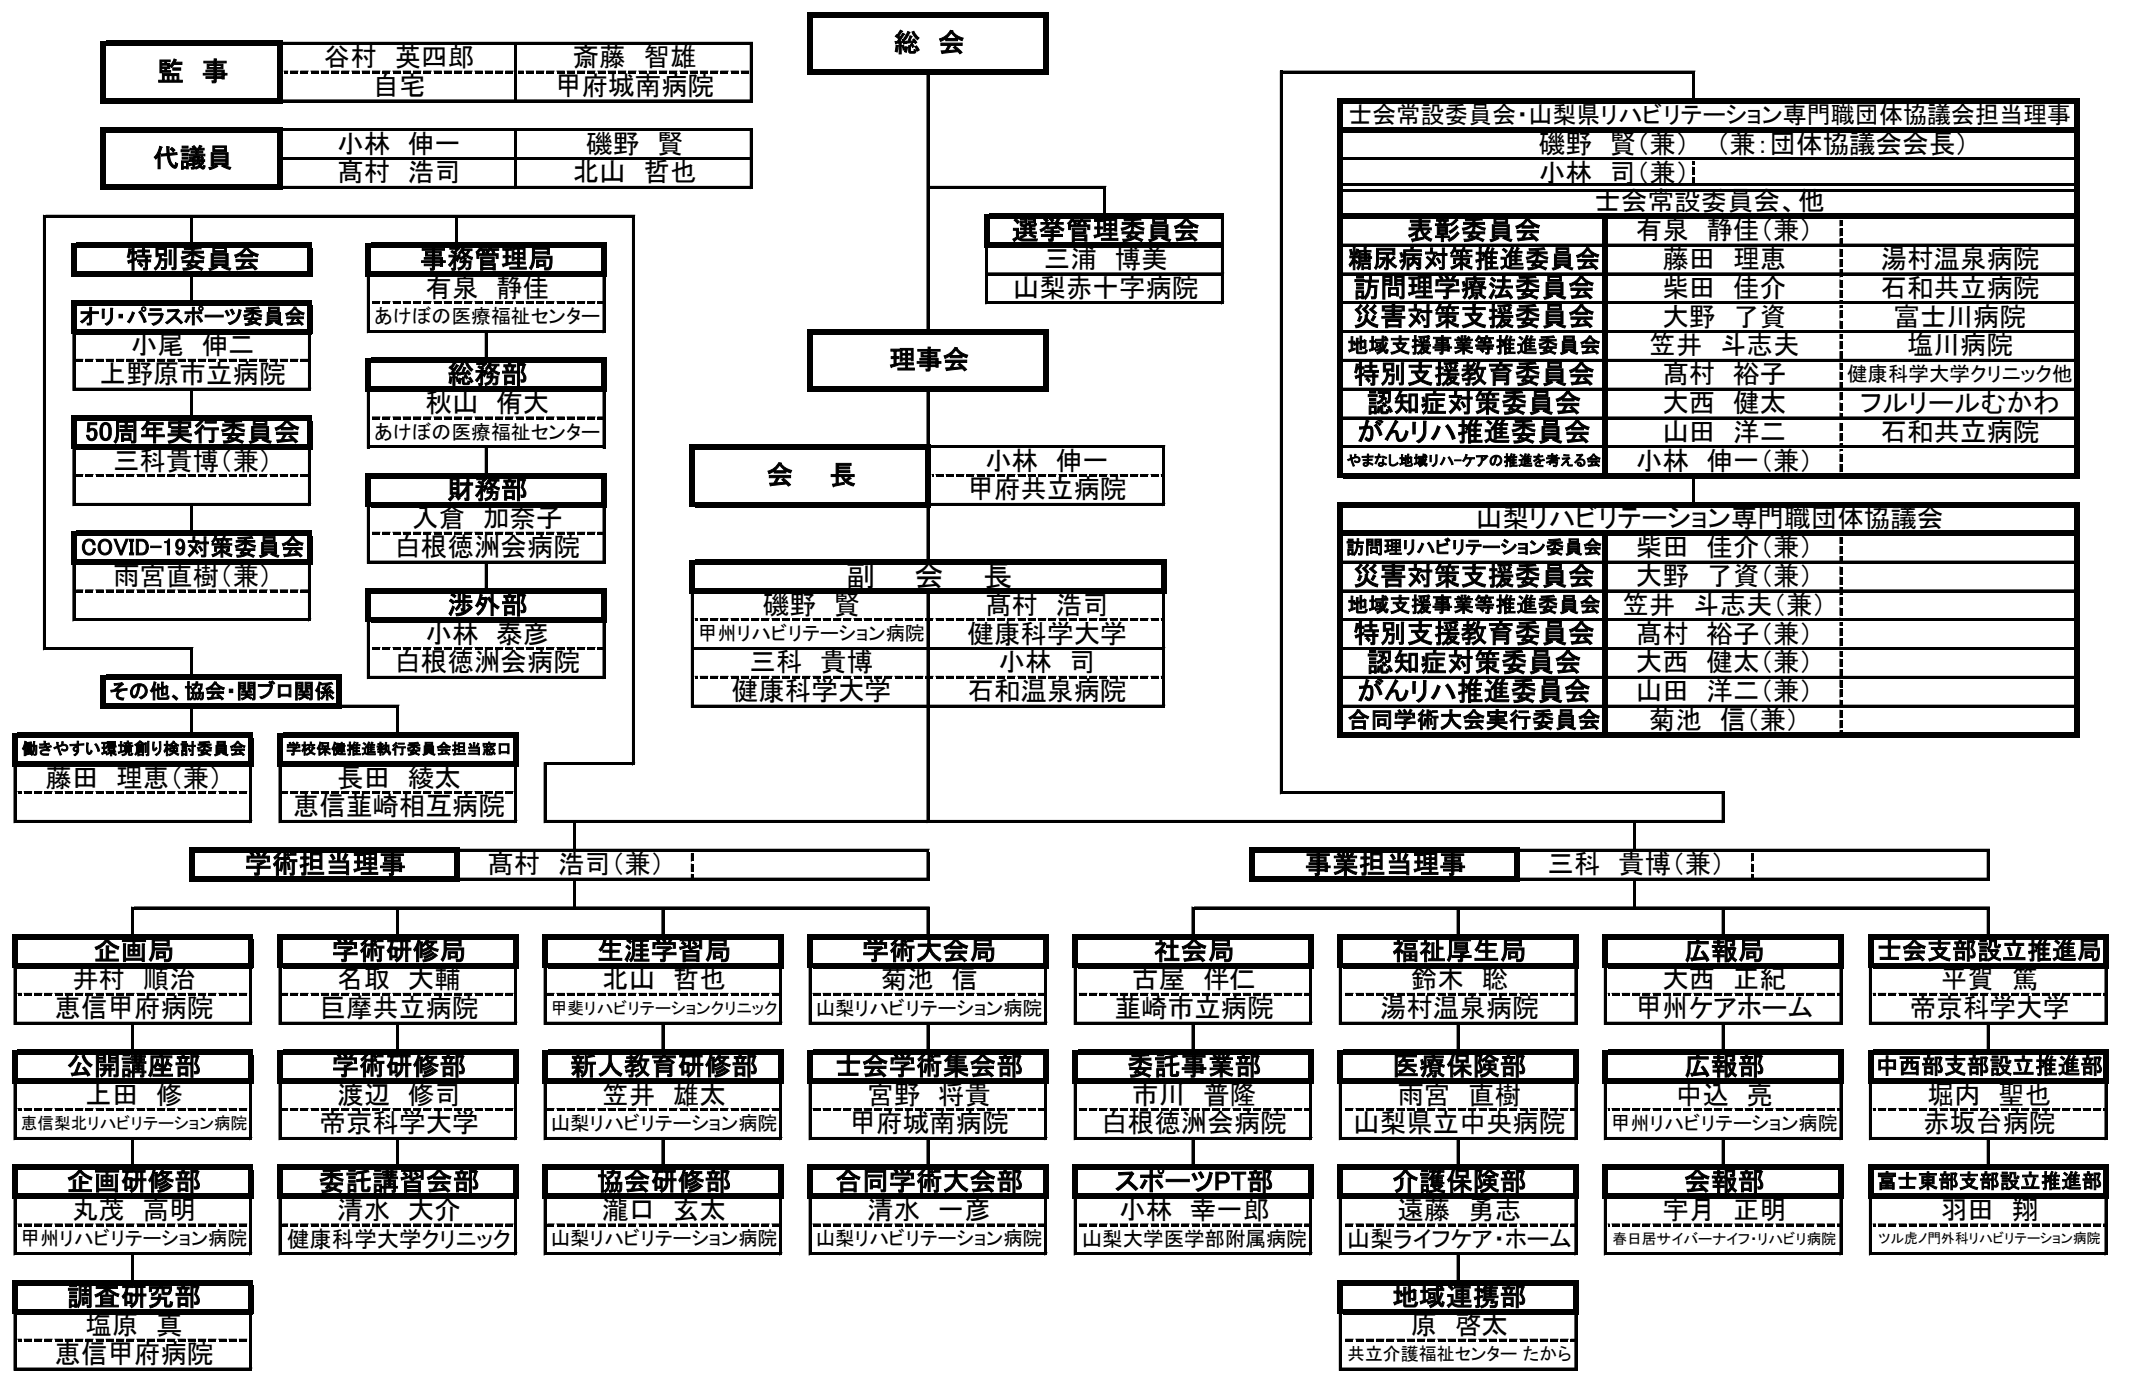 総　会
監　事
谷村　英四郎　斎藤　智雄
自宅　甲府城南病院
代議員
小林　伸一　磯野　賢
髙村　浩司　北山　哲也
選挙管理委員会
三浦　博美
山梨赤十字病院
理事会
会　長
小林　伸一
甲府共立病院
副　会　長
磯野　賢　髙村　浩司
甲州リハビリテーション病院　健康科学大学
三科　貴博　小林　司
健康科学大学　石和温泉病院
特別委員会
オリ・パラスポーツ委員会
小尾　伸二
上野原市立病院
50周年実行委員会
三科貴博（兼）
COVID-19対策委員会
雨宮直樹（兼）
事務管理局
有泉　静佳
あけぼの医療福祉センター
総務部
秋山　侑大
あけぼの医療福祉センター
財務部
入倉　加奈子
白根徳洲会病院
渉外部
小林　泰彦
白根徳洲会病院
その他、協会・関ブロ関係
働きやすい環境創り検討委員会
藤田　理恵（兼）
学校保健推進執行委員会担当窓口
長田　綾太
恵信韮崎相互病院
士会常設委員会・山梨県リハビリテーション専門職団体協議会担当理事
磯野　賢（兼）　（兼：団体協議会会長）
小林　司（兼）
士会常設委員会、他
表彰委員会　有泉　静佳（兼）
糖尿病対策推進委員会　藤田　理恵　湯村温泉病院
訪問理学療法委員会　柴田　佳介　石和共立病院
災害対策支援委員会　大野　了資　富士川病院
地域支援事業等推進委員会　笠井　斗志夫　塩川病院
特別支援教育委員会　髙村　裕子　健康科学大学クリニック他
認知症対策委員会　大西　健太　フルリールむかわ
がんリハ推進委員会　山田　洋二　石和共立病院
やまなし地域リハ-ケアの推進を考える会　小林　伸一（兼）
山梨リハビリテーション専門職団体協議会
訪問理リハビリテーション委員会　柴田　佳介（兼）
災害対策支援委員会　大野　了資（兼）
地域支援事業等推進委員会　笠井　斗志夫（兼）
特別支援教育委員会　髙村　裕子（兼）
認知症対策委員会　大西　健太（兼）
がんリハ推進委員会　山田　洋二（兼）
合同学術大会実行委員会　菊池　信（兼）
学術担当理事　髙村　浩司（兼）
企画局
井村　順治
恵信甲府病院
公開講座部
上田　修
恵信梨北リハビリテーション病院
企画研修部
丸茂　高明
甲州リハビリテーション病院
調査研究部
塩原　真
恵信甲府病院
学術研修局
名取　大輔
巨摩共立病院
学術研修部
渡辺　修司
帝京科学大学
委託講習会部
清水　大介
健康科学大学クリニック
生涯学習局
北山　哲也
甲斐リハビリテーションクリニック
新人教育研修部
笠井　雄太
山梨リハビリテーション病院
協会研修部
瀧口　玄太
山梨リハビリテーション病院
学術大会局
菊池　信
山梨リハビリテーション病院
士会学術集会部
宮野　将貴
甲府城南病院
合同学術大会部
清水　一彦
山梨リハビリテーション病院
事業担当理事　三科　貴博（兼）
社会局
古屋　伴仁
韮崎市立病院
委託事業部
市川　普隆
白根徳洲会病院
スポーツPT部
小林　幸一郎
山梨大学医学部附属病院
福祉厚生局
鈴木　聡
湯村温泉病院
医療保険部
雨宮　直樹
山梨県立中央病院
介護保険部
遠藤　勇志
山梨ライフケア・ホーム
地域連携部
原　啓太
共立介護福祉センター たから
広報局
大西　正紀
甲州ケアホーム
広報部
中込　亮
甲州リハビリテーション病院
会報部
宇月　正明
春日居サイバーナイフ・リハビリ病院
士会支部設立推進局
平賀　篤
帝京科学大学
中西部支部設立推進部
堀内　聖也
赤坂台病院
富士東部支部設立推進部
羽田　翔
ツル虎ノ門外科リハビリテーション病院